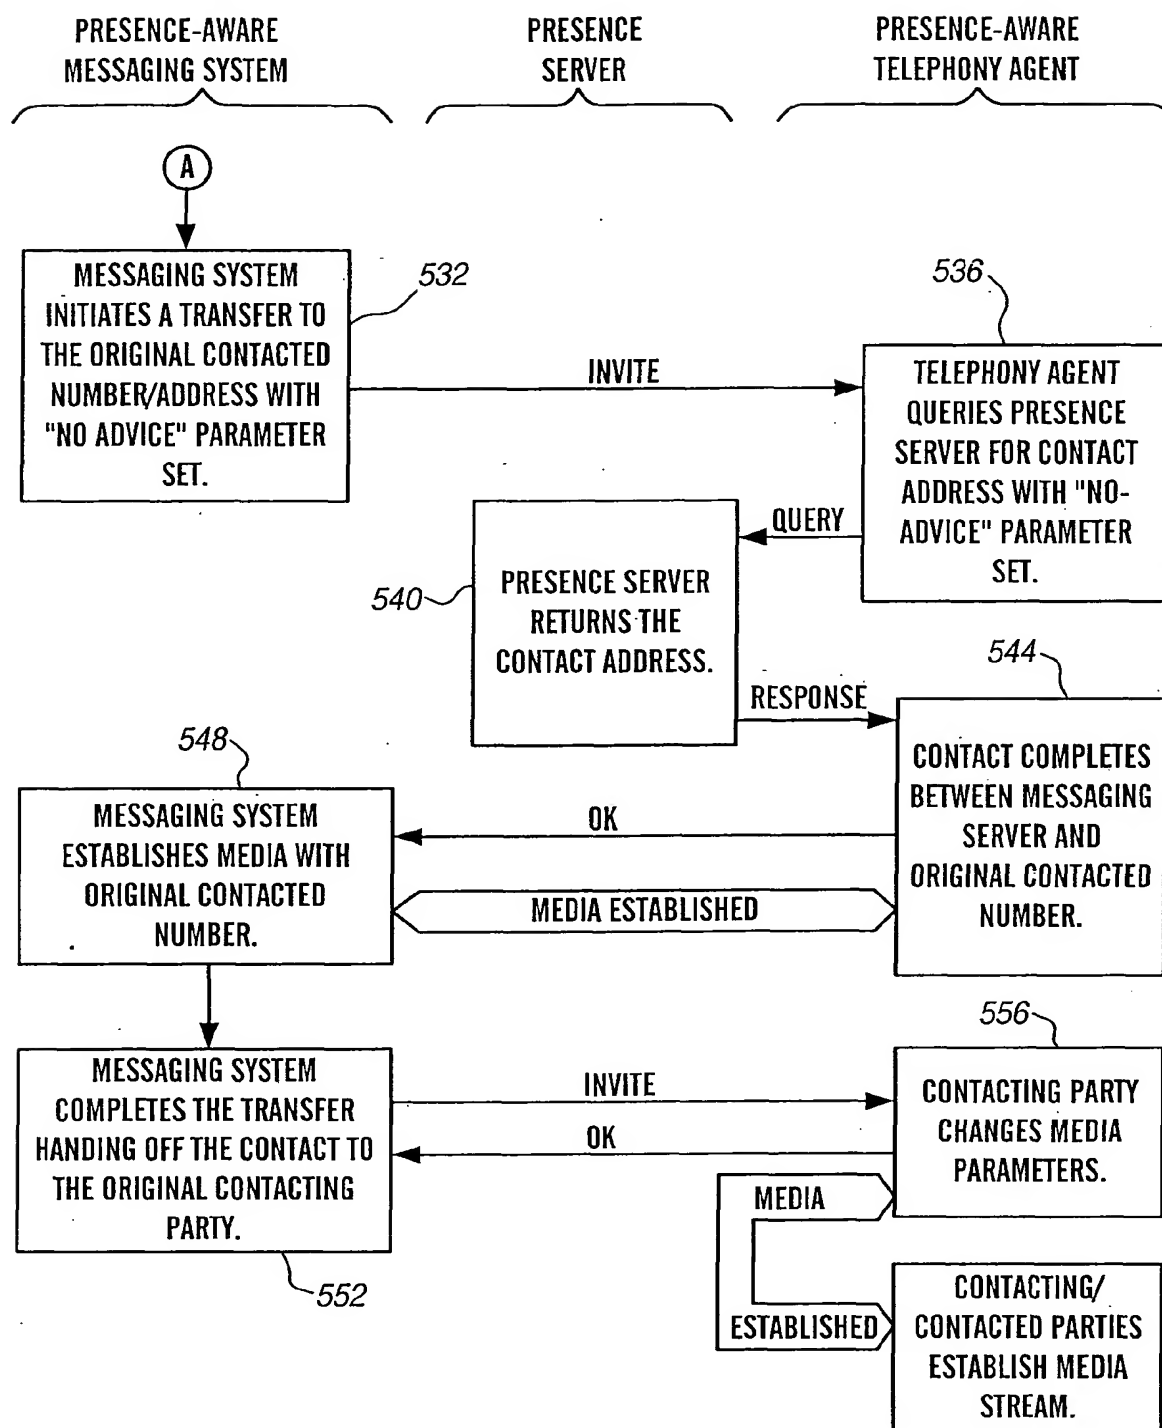 PRESENCE-AWARE
MESSAGING SYSTEM
PRESENCE
SERVER
PRESENCE-AWARE
TELEPHONY AGENT
A
MESSAGING SYSTEM
INITIATES A TRANSFER TO
THE ORIGINAL CONTACTED
NUMBER/ADDRESS WITH
"NO ADVICE" PARAMETER
SET.
532
INVITE
536
TELEPHONY AGENT
QUERIES PRESENCE
SERVER FOR CONTACT
ADDRESS WITH "NO-
ADVICE" PARAMETER
SET.
QUERY
540
PRESENCE SERVER
RETURNS THE
CONTACT ADDRESS.
RESPONSE
544
CONTACT COMPLETES
BETWEEN MESSAGING
SERVER AND
ORIGINAL CONTACTED
NUMBER.
548
MESSAGING SYSTEM
ESTABLISHES MEDIA WITH
ORIGINAL CONTACTED
NUMBER.
OK
MEDIA ESTABLISHED
MESSAGING SYSTEM
COMPLETES THE TRANSFER
HANDING OFF THE CONTACT TO
THE ORIGINAL CONTACTING
PARTY.
552
INVITE
OK
556
CONTACTING PARTY
CHANGES MEDIA
PARAMETERS.
MEDIA
ESTABLISHED
CONTACTING/
CONTACTED PARTIES
ESTABLISH MEDIA
STREAM.